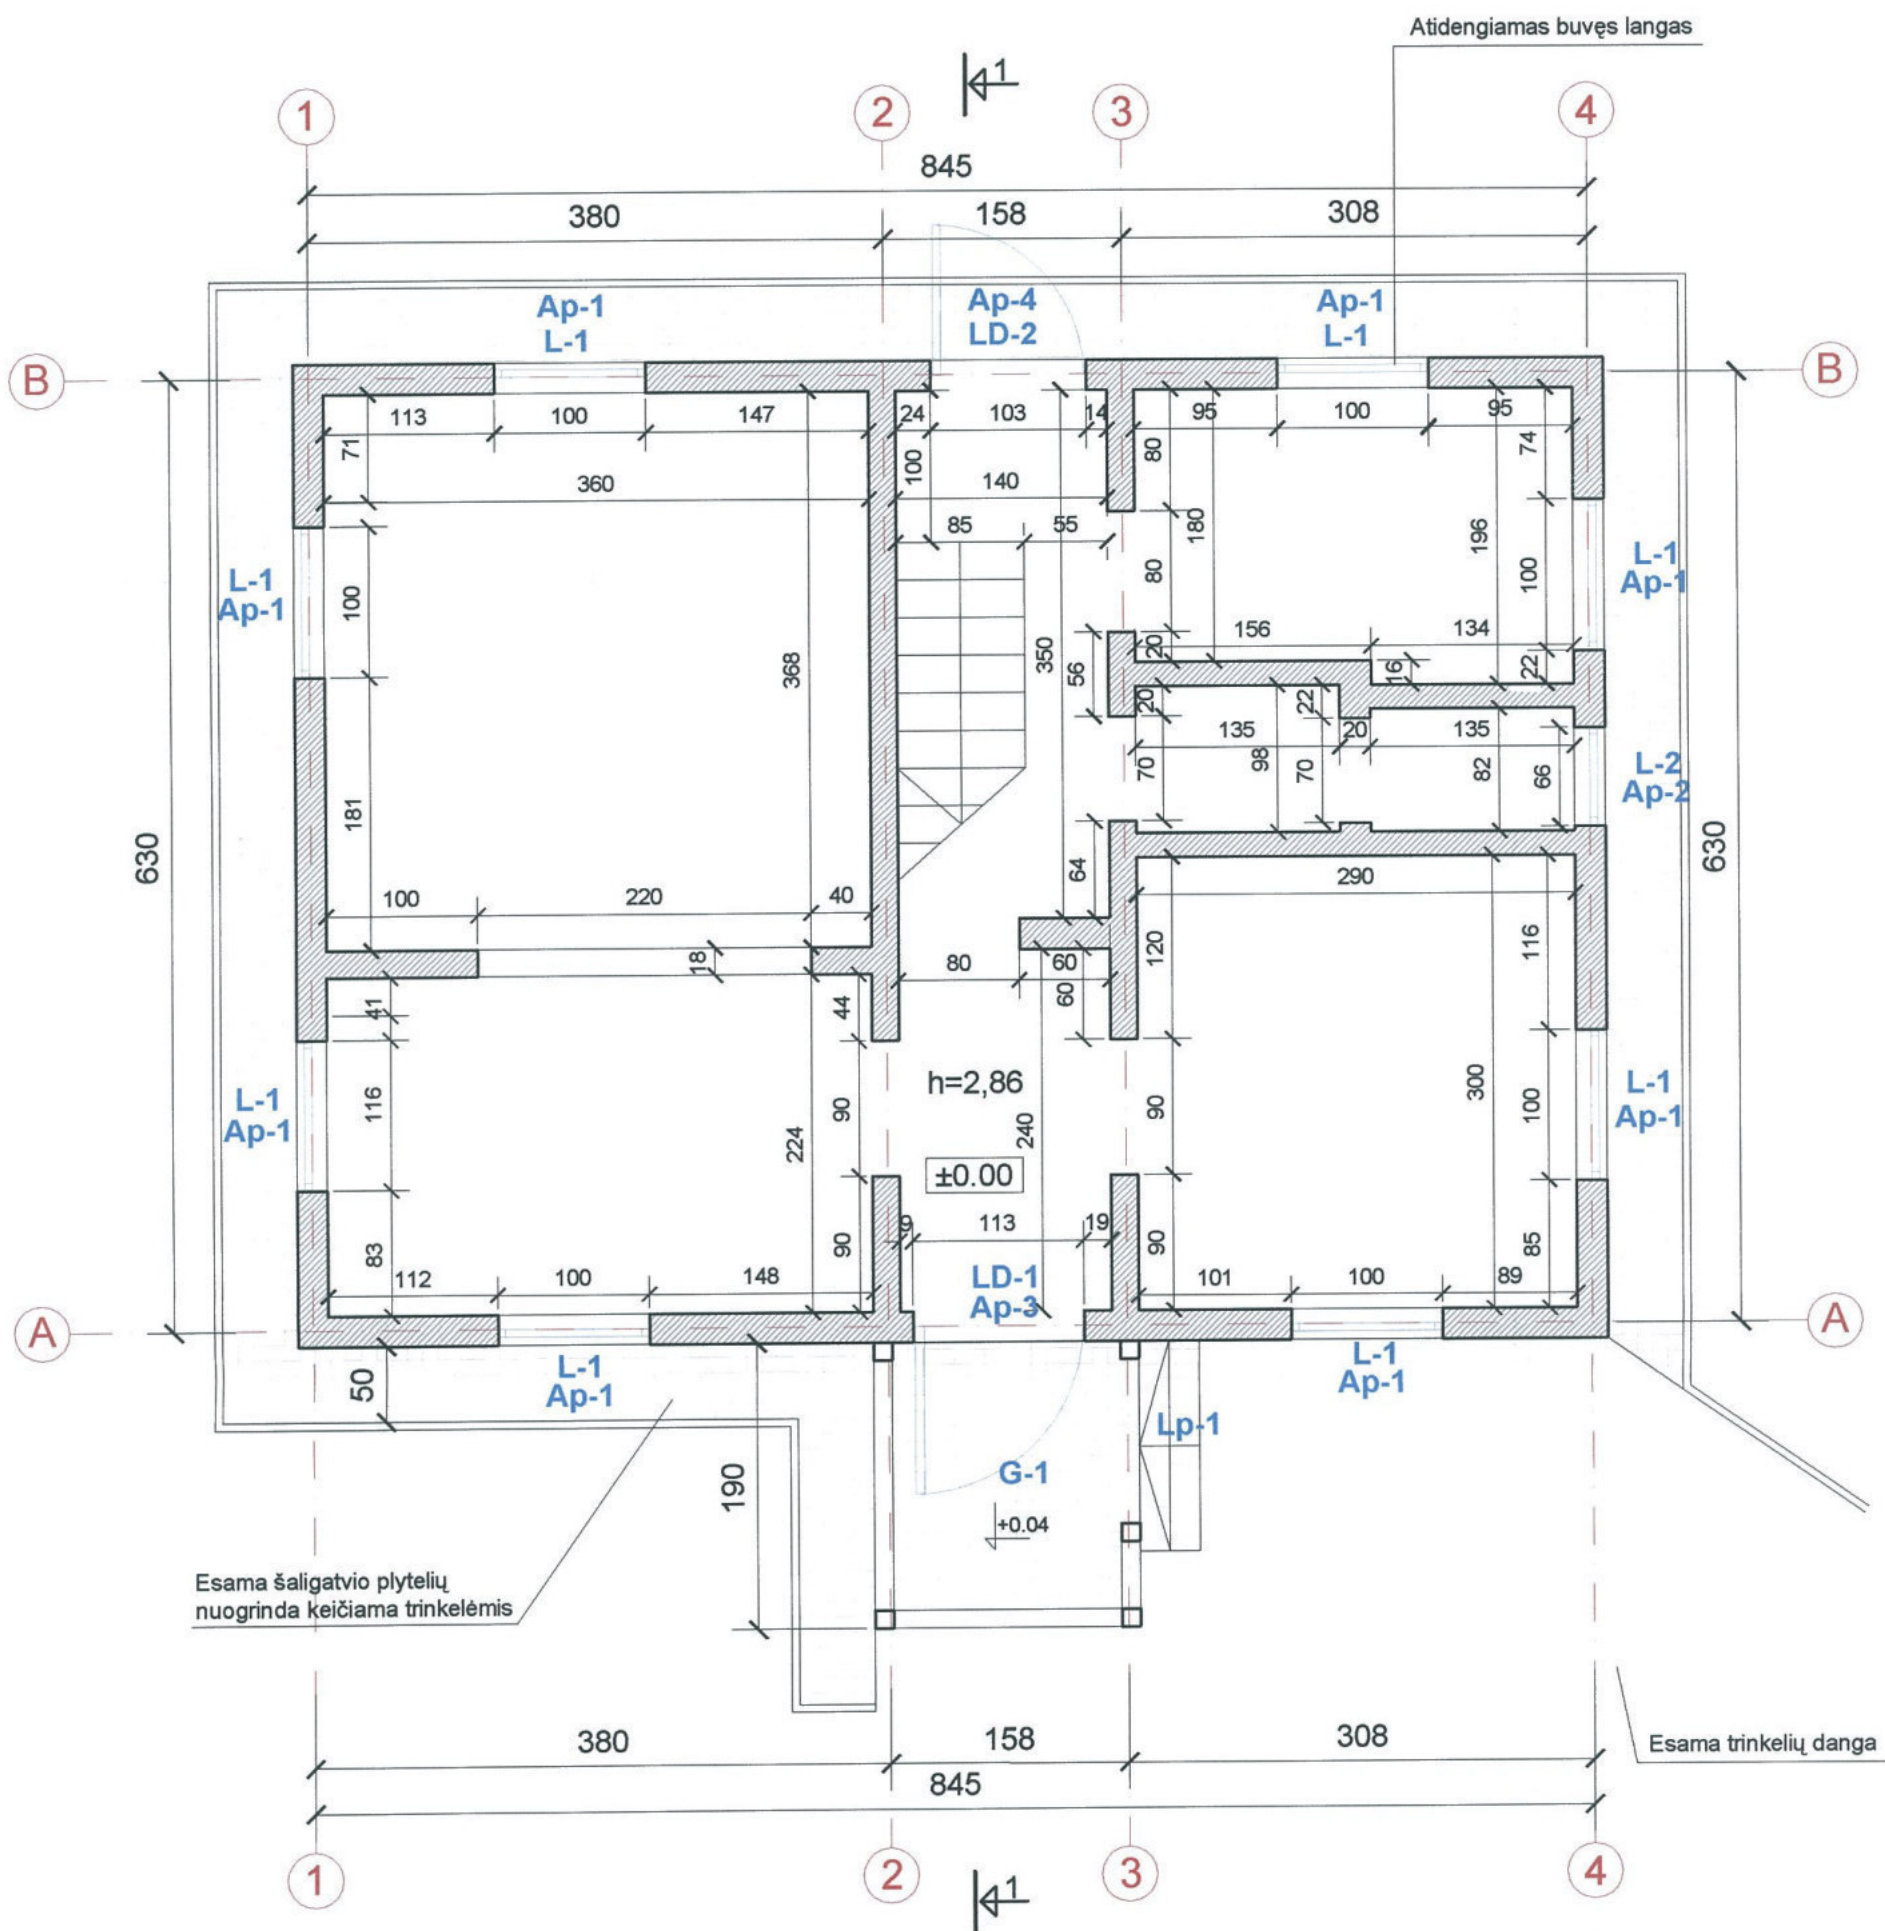 Atidengiamas buvęs langas
1
1
2
3
4
845
380
158
308
Ap-1
L-1
Ap-4
LD-2
Ap-1
L-1
B
B
113
100
147
24
103
14
95
100
95
71
80
74
100
360
140
180
196
85
55
L-1
Ap-1
100
80
100
L-1
Ap-1
368
350
156
134
20
16
22
56
20
22
135
20
135
70
98
70
82
66
L-2
Ap-2
181
630
630
64
290
100
220
40
18
80
60
60
120
116
41
44
h=2,86
L-1
Ap-1
116
90
90
300
100
L-1
Ap-1
224
240
±0.00
83
90
9
113
19
90
85
112
100
148
LD-1
Ap-3
101
100
89
A
A
50
L-1
Ap-1
L-1
Ap-1
Lp-1
190
G-1
+0.04
Esama šaligatvio plytelių
nuogrinda keičiama trinkelėmis
380
158
308
Esama trinkelių danga
845
1
2
3
4
1